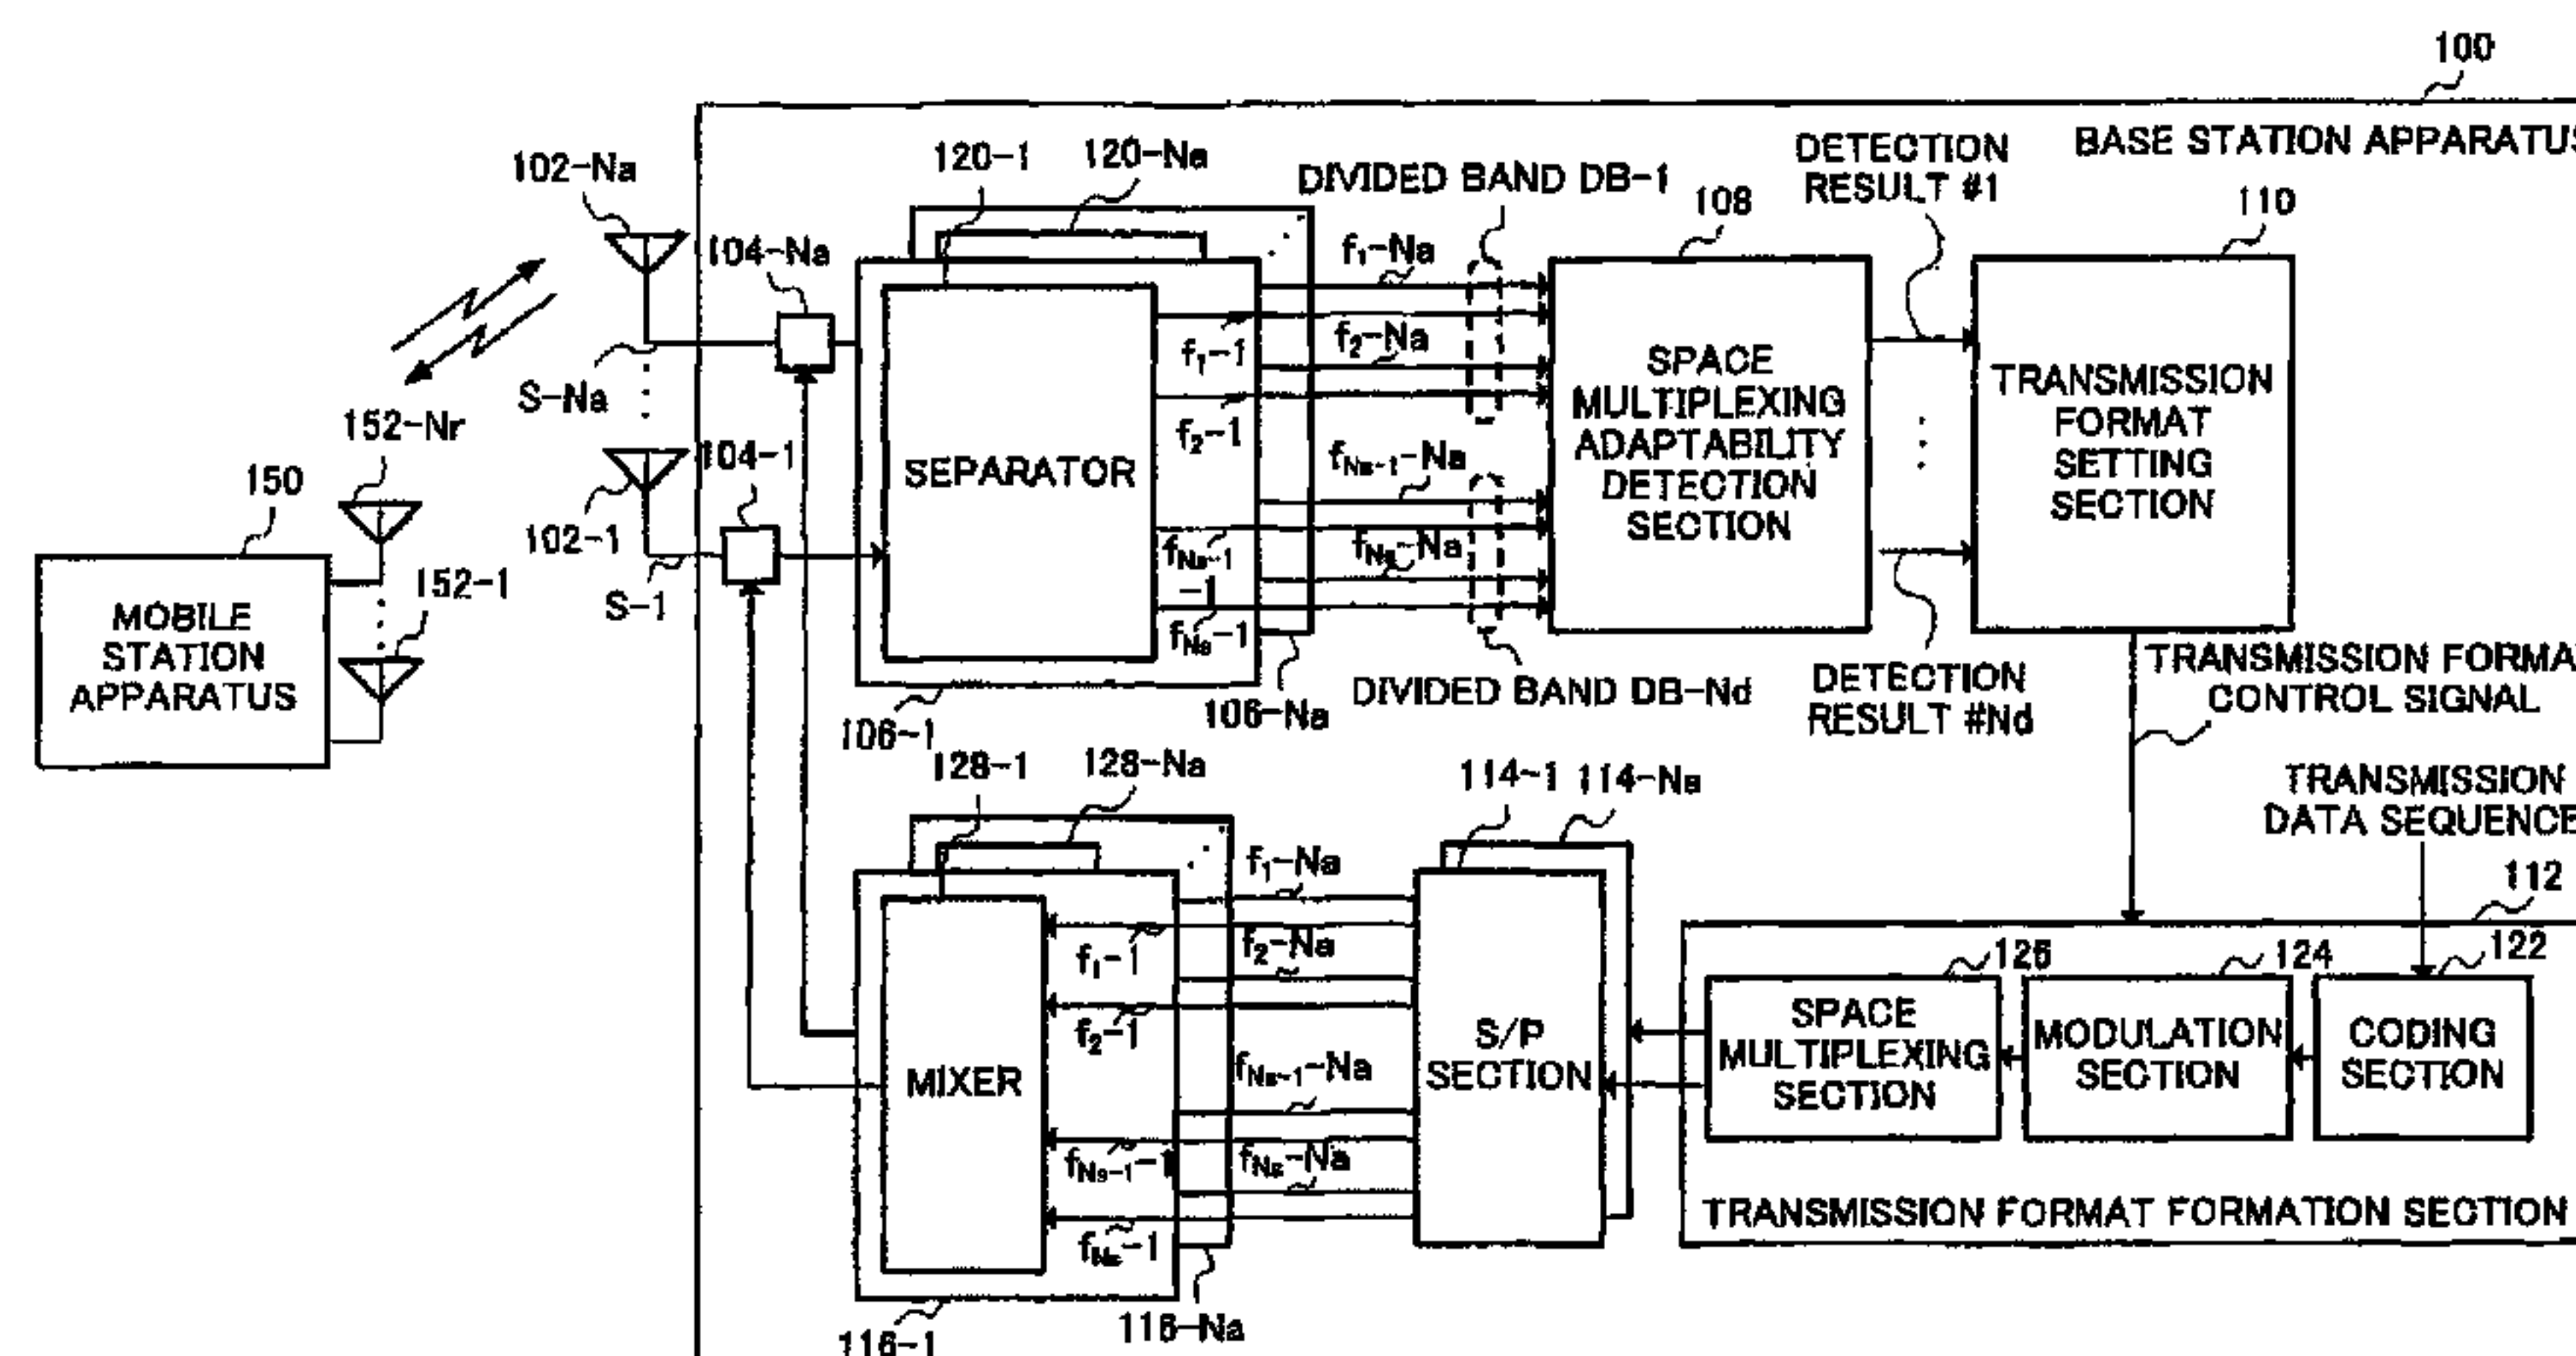 100
BASE STATION APPARATUS
102-Na
120-1
120-Na
DIVIDED BAND DB-1
DETECTION
RESULT #1
108
110
104-Na
f1-Na
f1-1
f2-Na
f2-1
S-Na
152-Nr
150
102-1
104-1
S-1
152-1
MOBILE
STATION
APPARATUS
SEPARATOR
fNs-1-Na
fNs-1
-1
fNs-Na
fNs-1
SPACE
MULTIPLEXING
ADAPTABILITY
DETECTION
SECTION
TRANSMISSION
FORMAT
SETTING
SECTION
106-1
106-Na
DIVIDED BAND DB-Nd
DETECTION
RESULT #Nd
TRANSMISSION FORMA
CONTROL SIGNAL
128-1
128-Na
114-1
114-Na
TRANSMISSION
DATA SEQUENCE
112
f1-Na
f1-1
f2-Na
f2-1
fNs-1-Na
fNs-1-1
fNs-Na
fNs-1
MIXER
S/P
SECTION
126
124
122
SPACE
MULTIPLEXING
SECTION
MODULATION
SECTION
CODING
SECTION
TRANSMISSION FORMAT FORMATION SECTION
116-1
116-Na